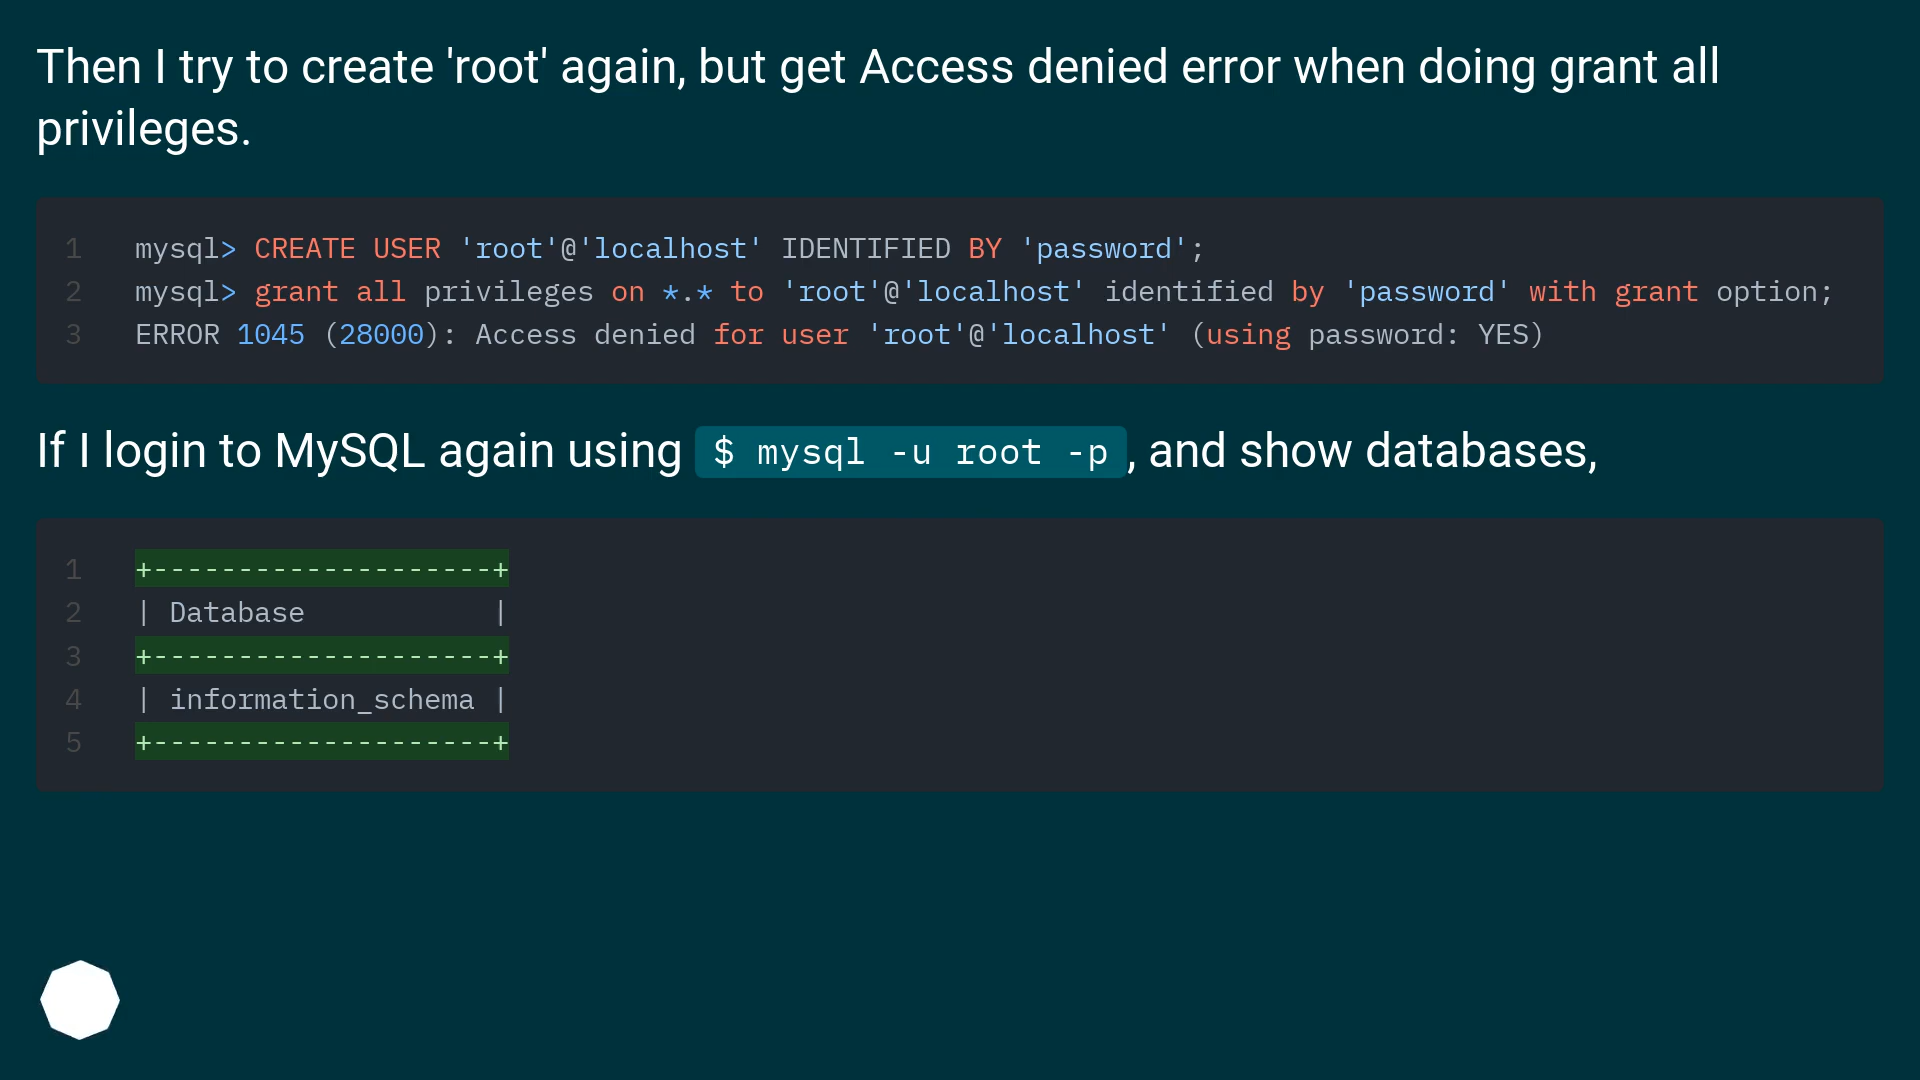 Then I try to create 'root' again, but get Access denied error when doing grant all
privileges.
1 mysql> CREATE USER 'root'@'localhost' IDENTIFIED BY 'password';
2 mysql> grant all privileges on *.* to 'root'@'localhost' identified by 'password' with grant option;
3 ERROR 1045 (28000): Access denied for user 'root'@'localhost' (using password: YES)
If I login to MySQL again using $ mysql -u root -p, and show databases,
1 +--------------------+
2 | Database           |
3 +--------------------+
4 | information_schema |
5 +--------------------+